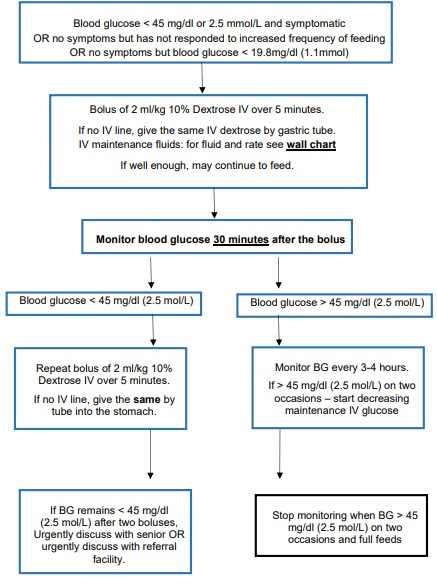 Blood glucose < 45 mg/dl or 2.5 mmol/L and symptomatic
OR no symptoms but has not responded to increased frequency of feeding
OR no symptoms but blood glucose < 19.8mg/dl (1.1mmol)
Bolus of 2 ml/kg 10% Dextrose IV over 5 minutes.
If no IV line, give the same IV dextrose by gastric tube.
IV maintenance fluids: for fluid and rate see wall chart
If well enough, may continue to feed.
Monitor blood glucose 30 minutes after the bolus
Blood glucose < 45 mg/dl (2.5 mol/L)
Blood glucose > 45 mg/dl (2.5 mol/L)
Repeat bolus of 2 ml/kg 10%
Dextrose IV over 5 minutes.
If no IV line, give the same by
tube into the stomach.
Monitor BG every 3-4 hours.
If > 45 mg/dl (2.5 mol/L) on two
occasions – start decreasing
maintenance IV glucose
If BG remains < 45 mg/dl
(2.5 mol/L) after two boluses,
Urgently discuss with senior OR
urgently discuss with referral
facility.
Stop monitoring when BG > 45
mg/dl (2.5 mol/L) on two
occasions and full feeds